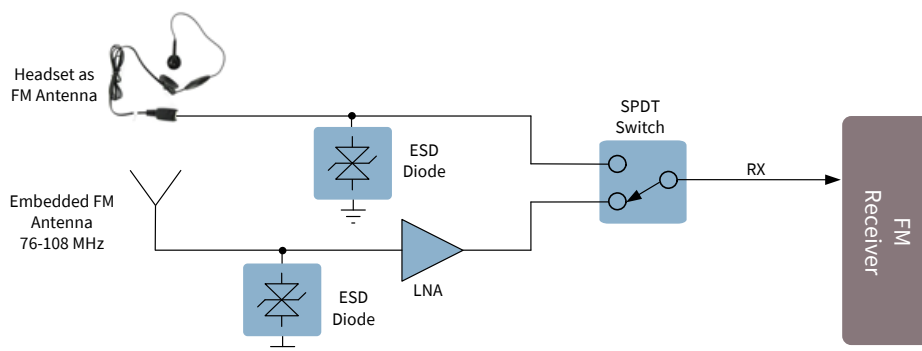 Headset as
FM Antenna
ESD
Diode
SPDT
Switch
RX
FM
Receiver
Embedded FM
Antenna
76-108 MHz
LNA
ESD
Diode